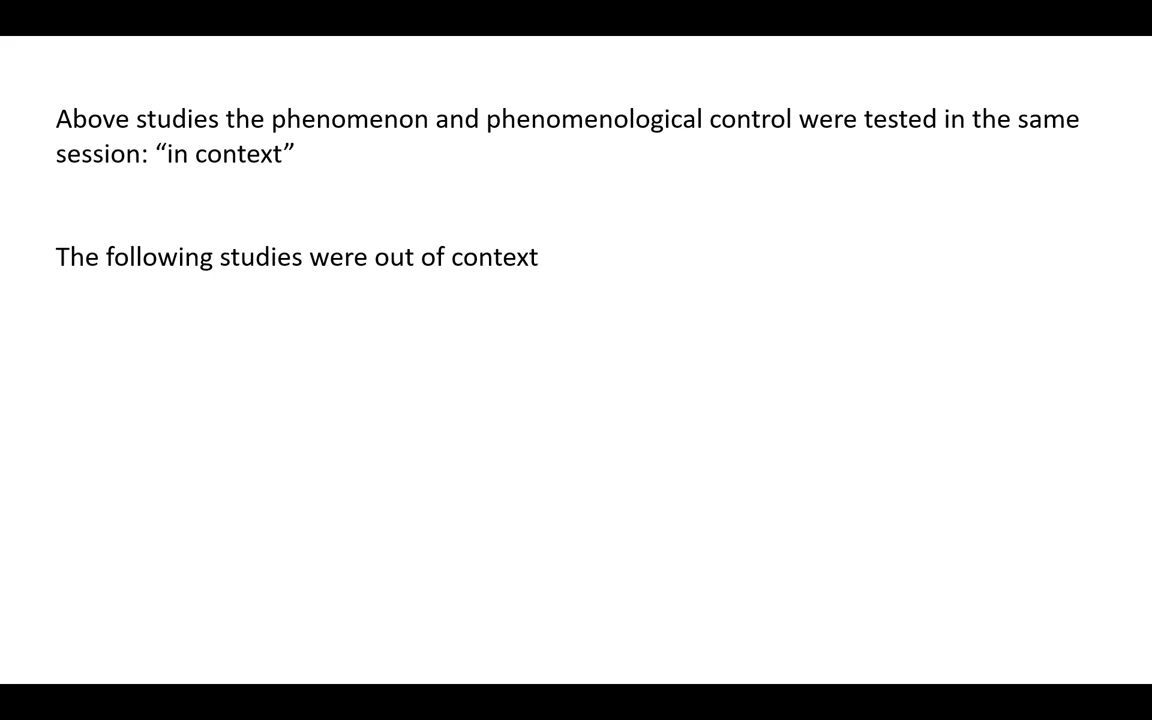 Above studies the phenomenon and phenomenological control were tested in the same
session: “in context”
The following studies were out of context